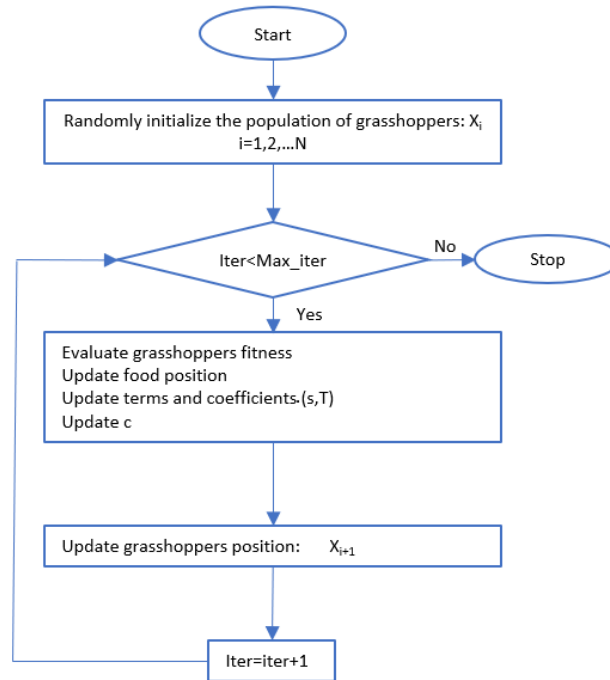 Start
Randomly initialize the population of grasshoppers: Xᵢ
i=1,2,...N
Iter<Max_iter
No
Stop
Yes
Evaluate grasshoppers fitness
Update food position
Update terms and coefficients.(s,T)
Update c
Update grasshoppers position: Xᵢ₊₁
Iter=iter+1